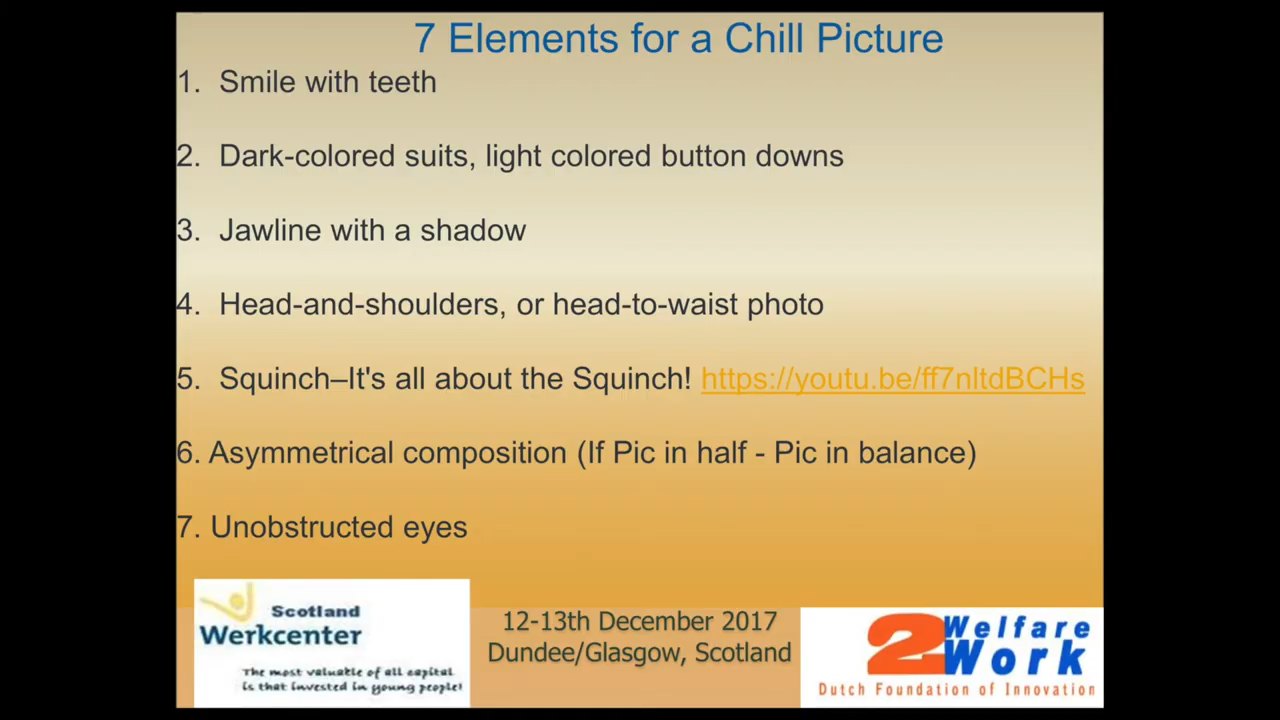 7 Elements for a Chill Picture
1. Smile with teeth
2. Dark-colored suits, light colored button downs
3. Jawline with a shadow
4. Head-and-shoulders, or head-to-waist photo
5. Squinch–It's all about the Squinch! https://youtu.be/ff7nltdBCHs
6. Asymmetrical composition (If Pic in half - Pic in balance)
7. Unobstructed eyes
Scotland
Werkcenter
The most valuable of all capital
is that invested in young people!
12-13th December 2017
Dundee/Glasgow, Scotland
2 Welfare
Work
Dutch Foundation of Innovation